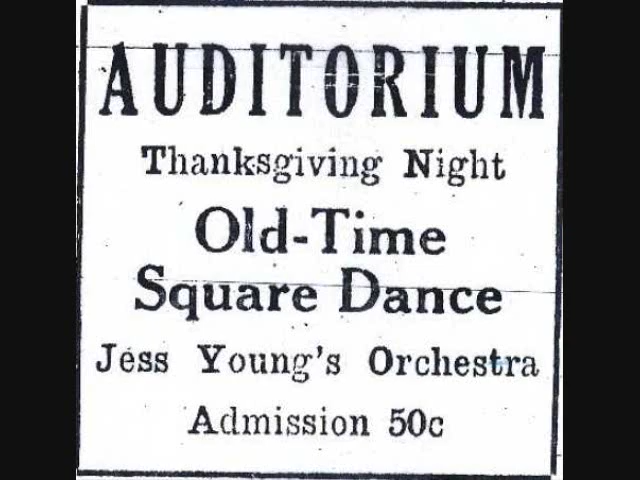 AUDITORIUM
Thanksgiving Night
Old-Time
Square Dance
Jess Young's Orchestra
Admission 50c